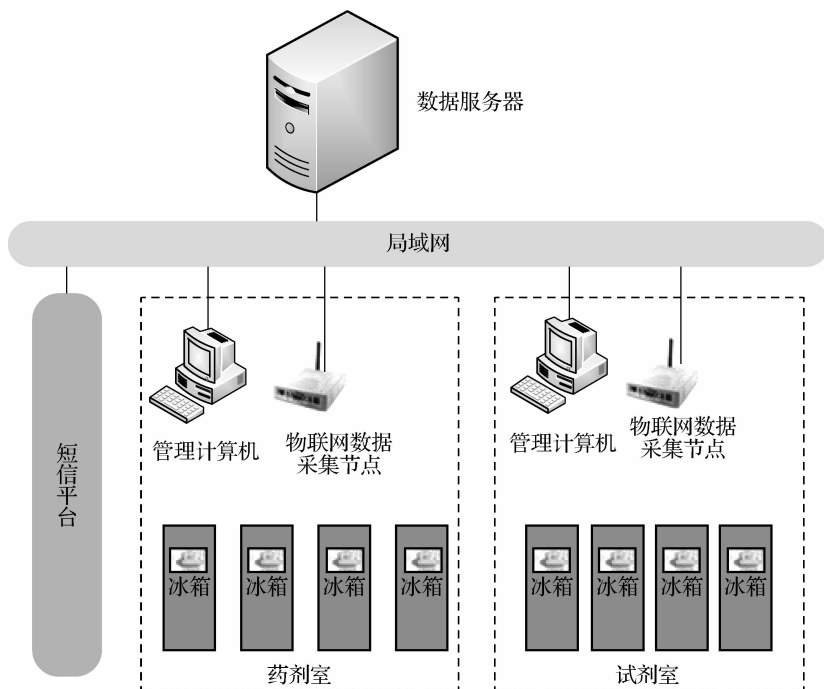 数据服务器
局域网
短信平台
管理计算机
物联网数据
采集节点
管理计算机
物联网数据
采集节点
冰箱
冰箱
冰箱
冰箱
冰箱
冰箱
冰箱
冰箱
药剂室
试剂室